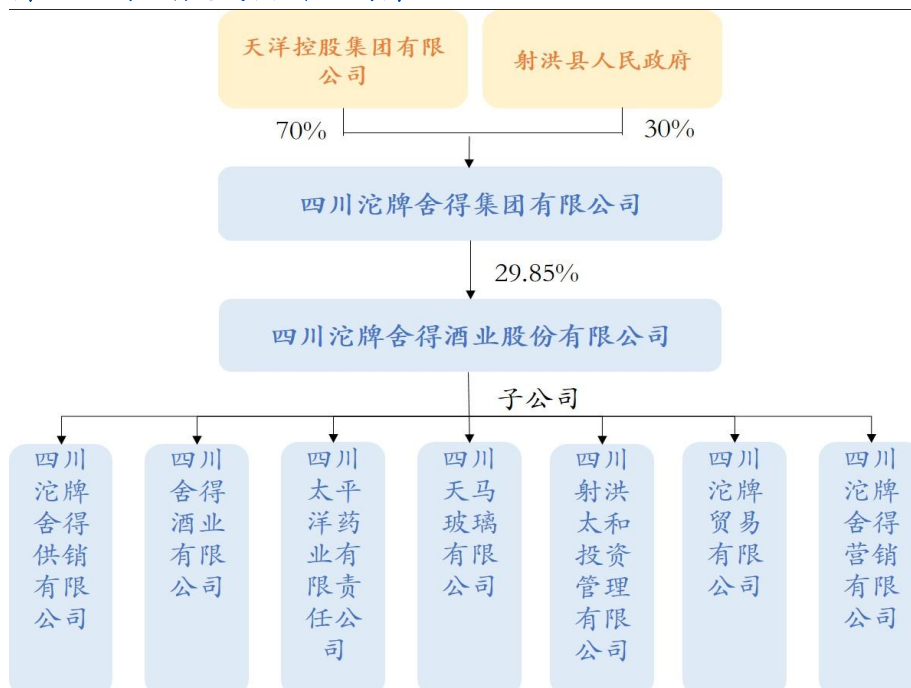 天洋控股集团有限
公司
射洪县人民政府
70%
30%
四川沱牌舍得集团有限公司
29.85%
四川沱牌舍得酒业股份有限公司
子公司
四川
沱牌
舍得
供销
有限
公司
四川
舍得
酒业
有限
公司
四川
太平
洋药
业有
限责
任公
司
四川
天马
玻璃
有限
公司
四川
射洪
太和
投资
管理
有限
公司
四川
沱牌
贸易
有限
公司
四川
沱牌
舍得
营销
有限
公司